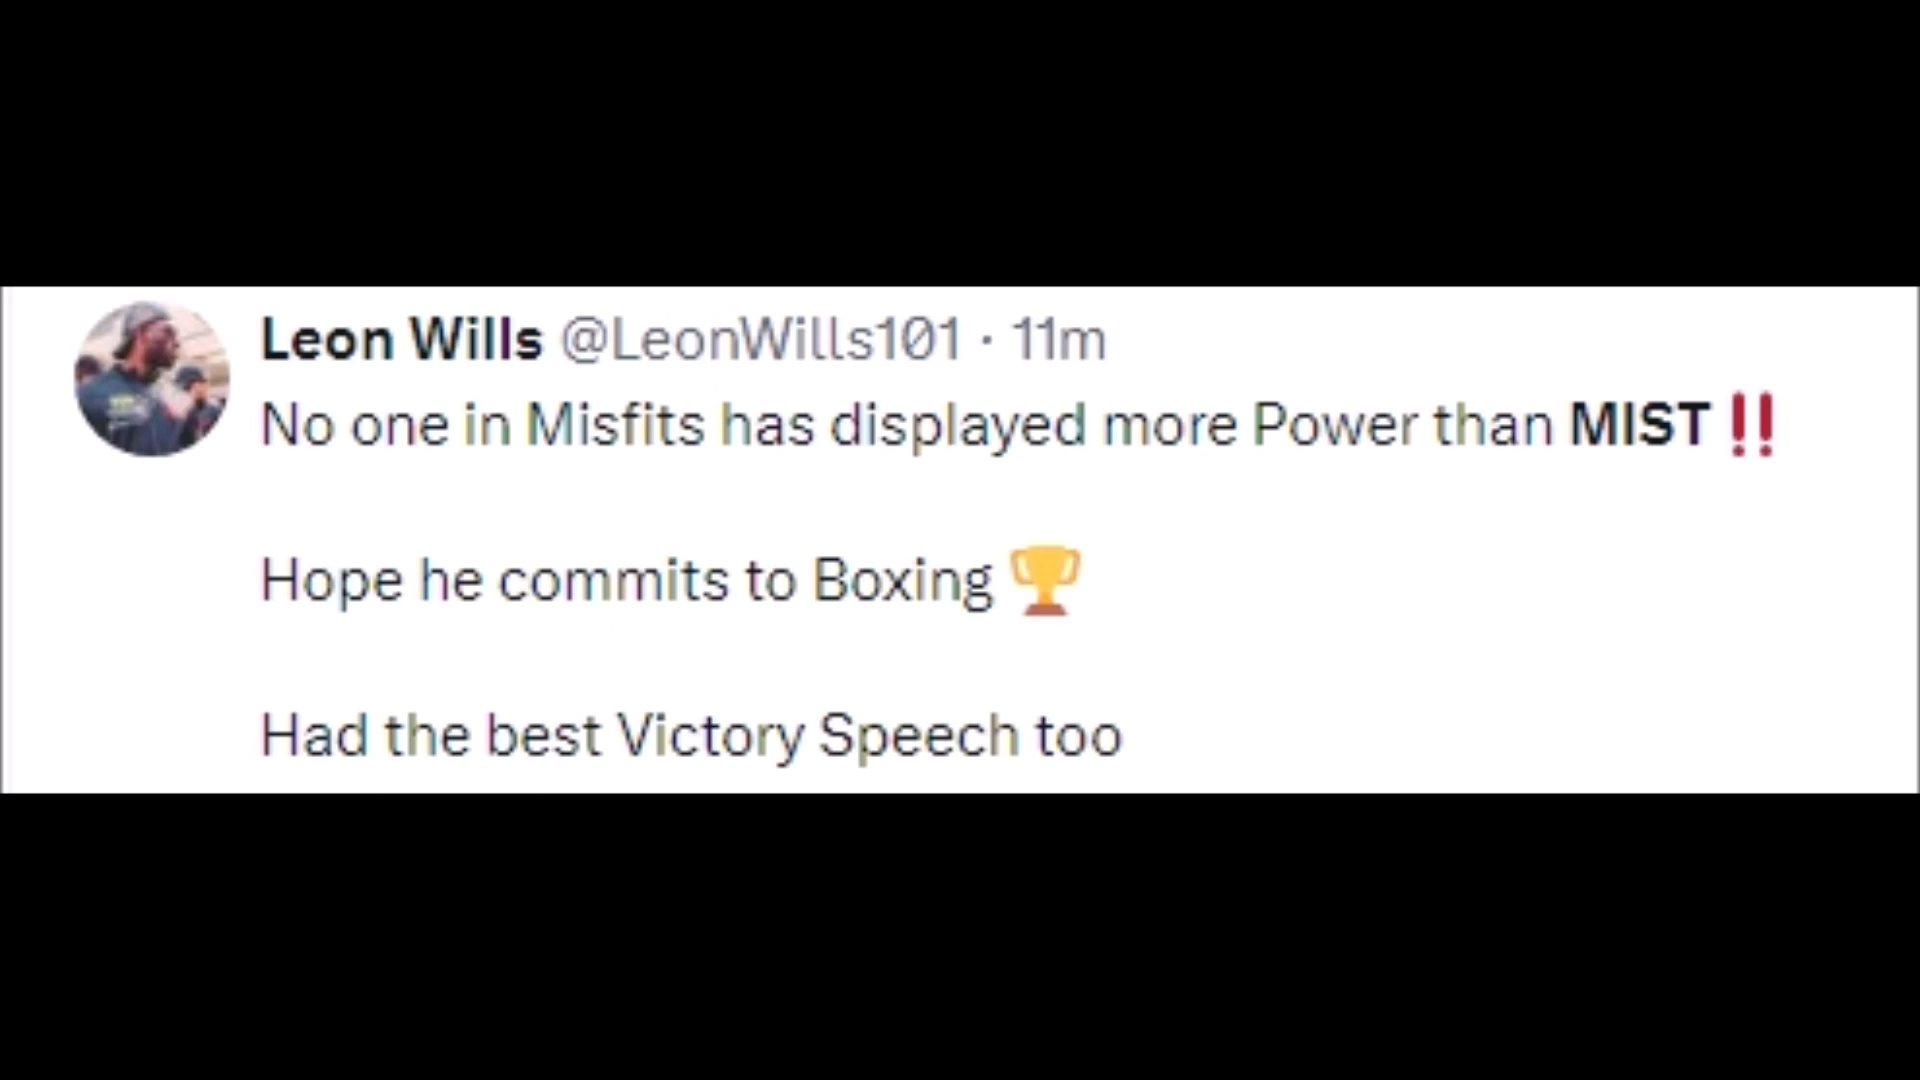 Leon Wills @LeonWills101 · 11m
No one in Misfits has displayed more Power than MIST‼️
Hope he commits to Boxing 🏆
Had the best Victory Speech too